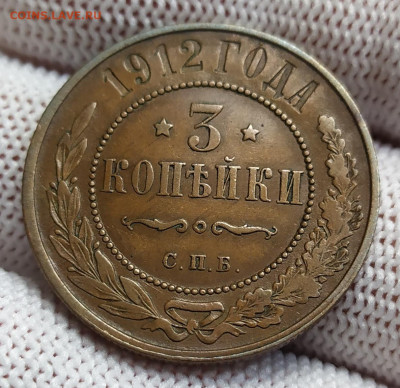 COINS.LAVE.RU
1912 ГОДА
3
КОПѢЙКИ
С.П.Б.